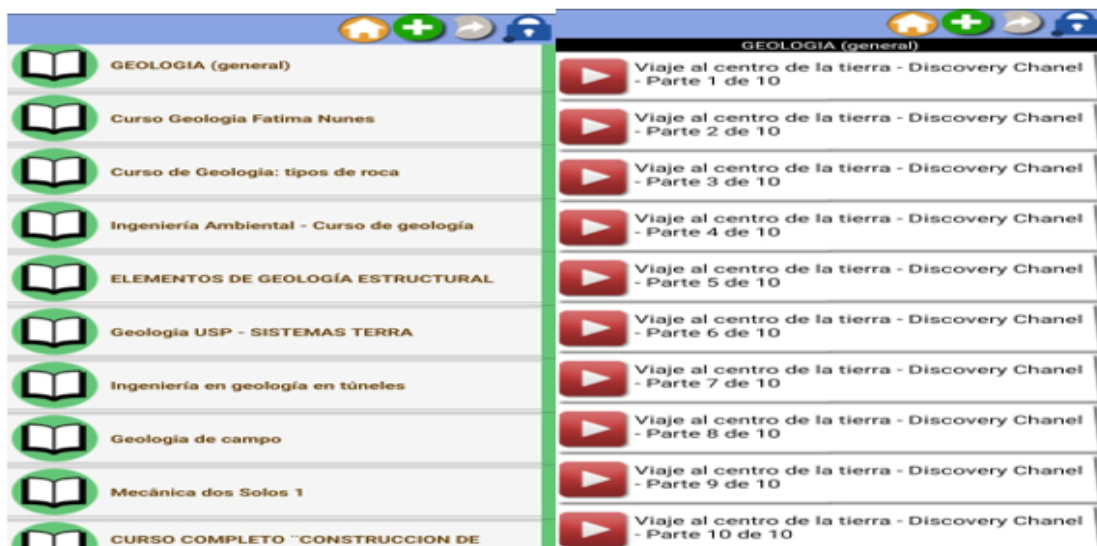 GEOLOGIA (general)
Curso Geologia Fatima Nunes
Curso de Geologia: tipos de roca
Ingeniería Ambiental - Curso de geología
ELEMENTOS DE GEOLOGÍA ESTRUCTURAL
Geologia USP - SISTEMAS TERRA
Ingeniería en geología en túneles
Geologia de campo
Mecânica dos Solos 1
CURSO COMPLETO ¨CONSTRUCCION DE
GEOLOGIA (general)
Viaje al centro de la tierra - Discovery Chanel
- Parte 1 de 10
Viaje al centro de la tierra - Discovery Chanel
- Parte 2 de 10
Viaje al centro de la tierra - Discovery Chanel
- Parte 3 de 10
Viaje al centro de la tierra - Discovery Chanel
- Parte 4 de 10
Viaje al centro de la tierra - Discovery Chanel
- Parte 5 de 10
Viaje al centro de la tierra - Discovery Chanel
- Parte 6 de 10
Viaje al centro de la tierra - Discovery Chanel
- Parte 7 de 10
Viaje al centro de la tierra - Discovery Chanel
- Parte 8 de 10
Viaje al centro de la tierra - Discovery Chanel
- Parte 9 de 10
Viaje al centro de la tierra - Discovery Chanel
- Parte 10 de 10